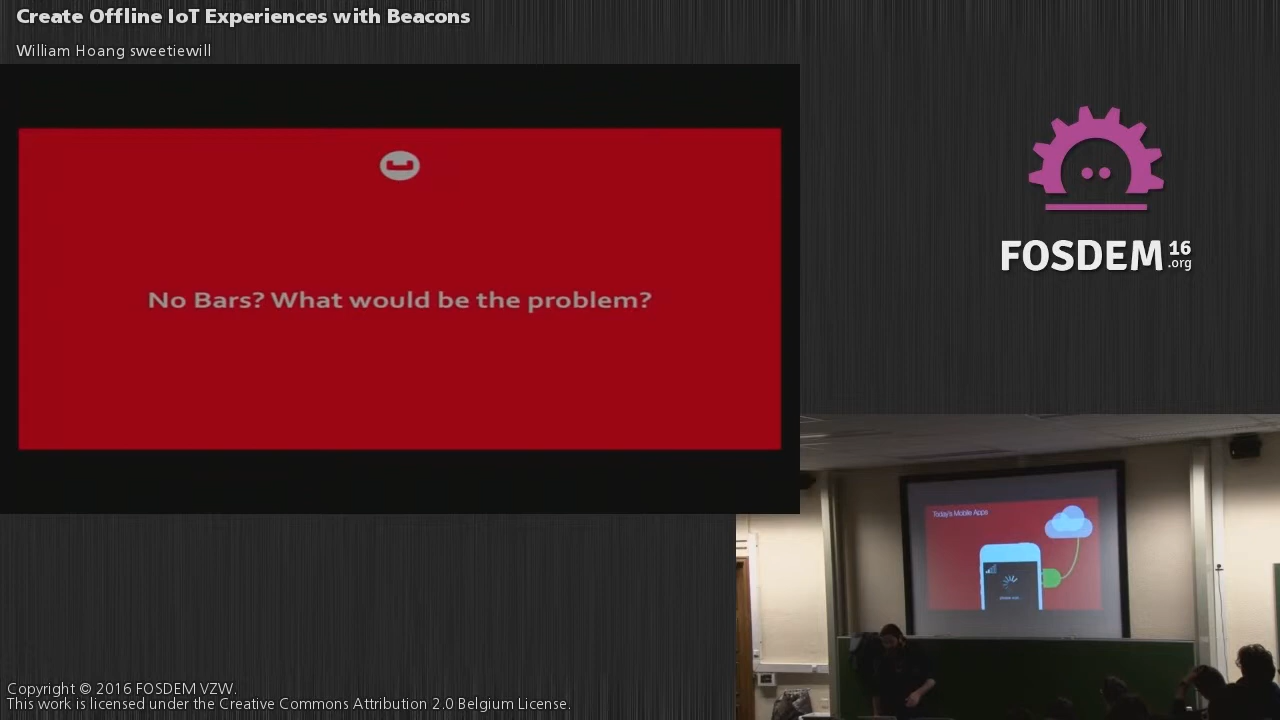 Create Offline IoT Experiences with Beacons
William Hoang sweetiewill
No Bars? What would be the problem?
FOSDEM 16
.org
Today's Mobile Apps
Copyright © 2016 FOSDEM VZW.
This work is licensed under the Creative Commons Attribution 2.0 Belgium License.